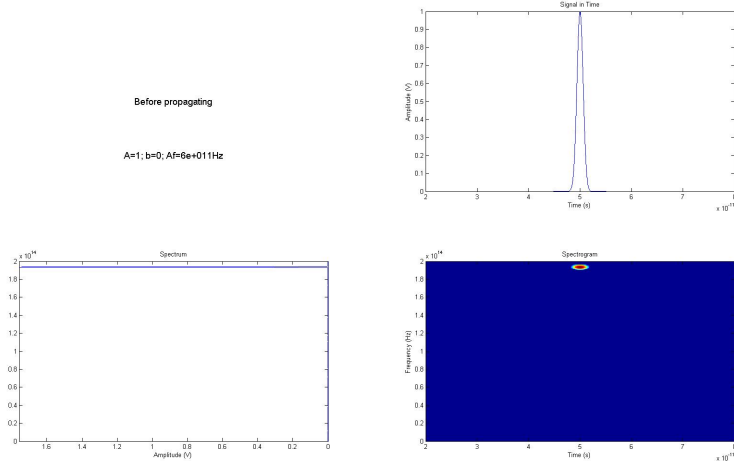 Before propagating
A=1; b=0; Af=6e+011Hz
Signal in Time
1
0.9
0.8
0.7
0.6
0.5
0.4
0.3
0.2
0.1
0
Amplitude (V)
2 3 4 5 6 7 8
Time (s)
x 10^-11
Spectrum
x 10^14
2
1.8
1.6
1.4
1.2
1
0.8
0.6
0.4
0.2
0
1.6 1.4 1.2 1 0.8 0.6 0.4 0.2 0
Amplitude (V)
Spectrogram
x 10^14
2
1.8
1.6
1.4
1.2
1
0.8
0.6
0.4
0.2
0
Frequency (Hz)
2 3 4 5 6 7 8
Time (s)
x 10^-11